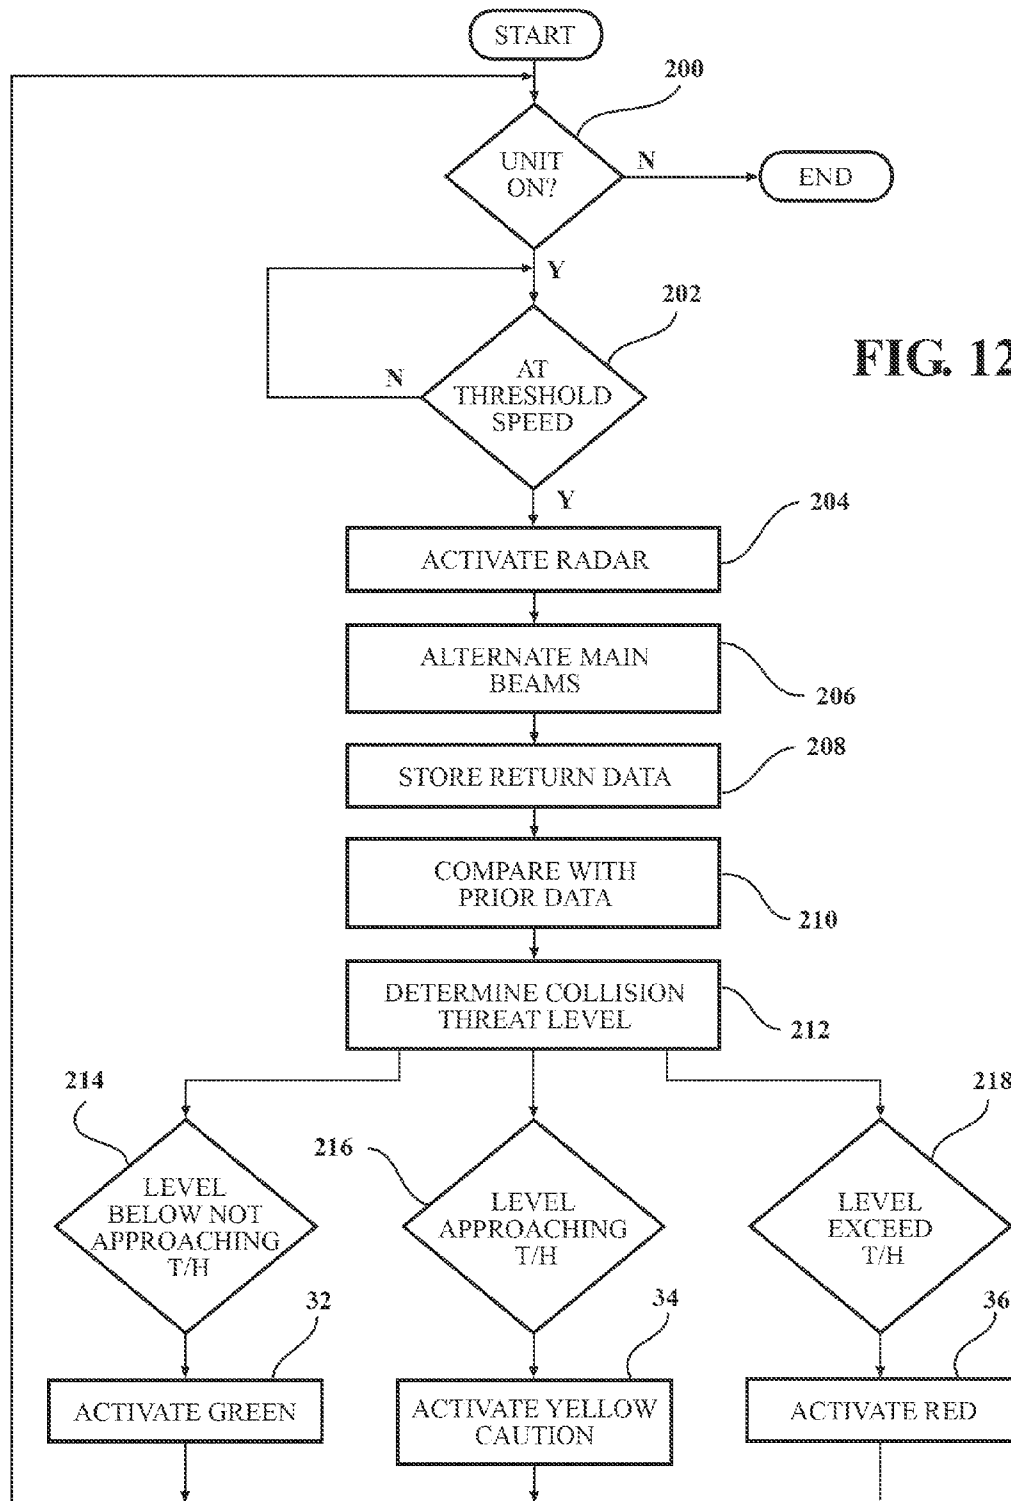 START
200
UNIT
ON?
N
END
Y
202
FIG. 12
N
AT
THRESHOLD
SPEED
Y
204
ACTIVATE RADAR
ALTERNATE MAIN
BEAMS
206
STORE RETURN DATA
208
COMPARE WITH
PRIOR DATA
210
DETERMINE COLLISION
THREAT LEVEL
212
214
LEVEL
BELOW NOT
APPROACHING
T/H
216
LEVEL
APPROACHING
T/H
218
LEVEL
EXCEED
T/H
32
ACTIVATE GREEN
34
ACTIVATE YELLOW
CAUTION
36
ACTIVATE RED